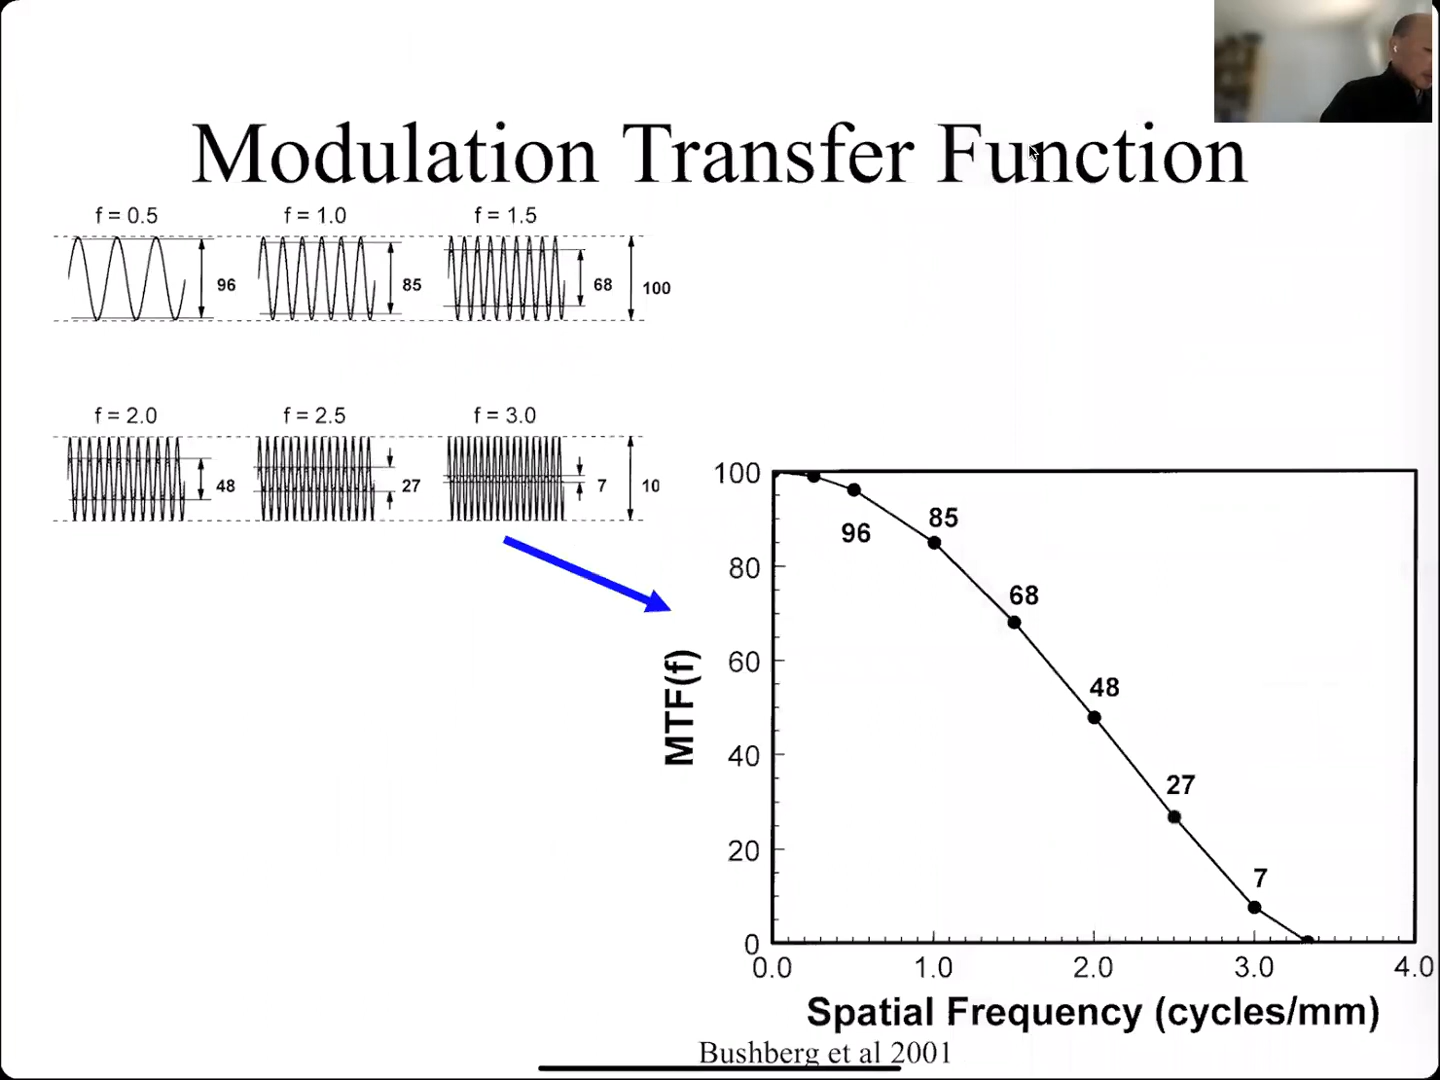 Modulation Transfer Function
f = 0.5 f = 1.0 f = 1.5
96 85 68 100
f = 2.0 f = 2.5 f = 3.0
48 27 7 10
100
80
60
40
20
0
MTF(f)
96
85
68
48
27
7
0.0 1.0 2.0 3.0 4.0
Spatial Frequency (cycles/mm)
Bushberg et al 2001